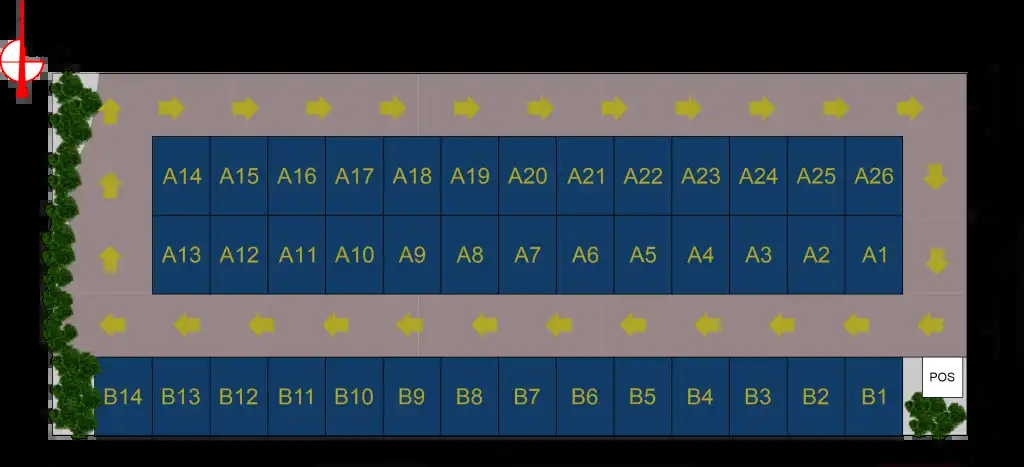 A14 A15 A16 A17 A18 A19 A20 A21 A22 A23 A24 A25 A26
A13 A12 A11 A10 A9 A8 A7 A6 A5 A4 A3 A2 A1
POS
B14 B13 B12 B11 B10 B9 B8 B7 B6 B5 B4 B3 B2 B1